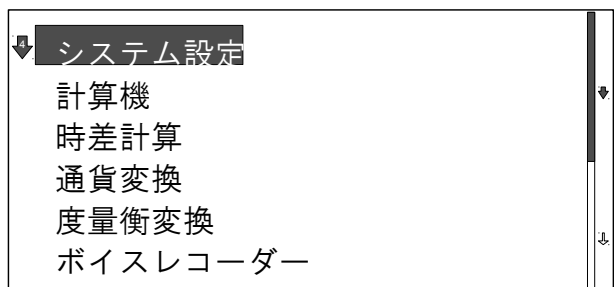 4
システム設定
計算機
時差計算
通貨変換
度量衡変換
ボイスレコーダー